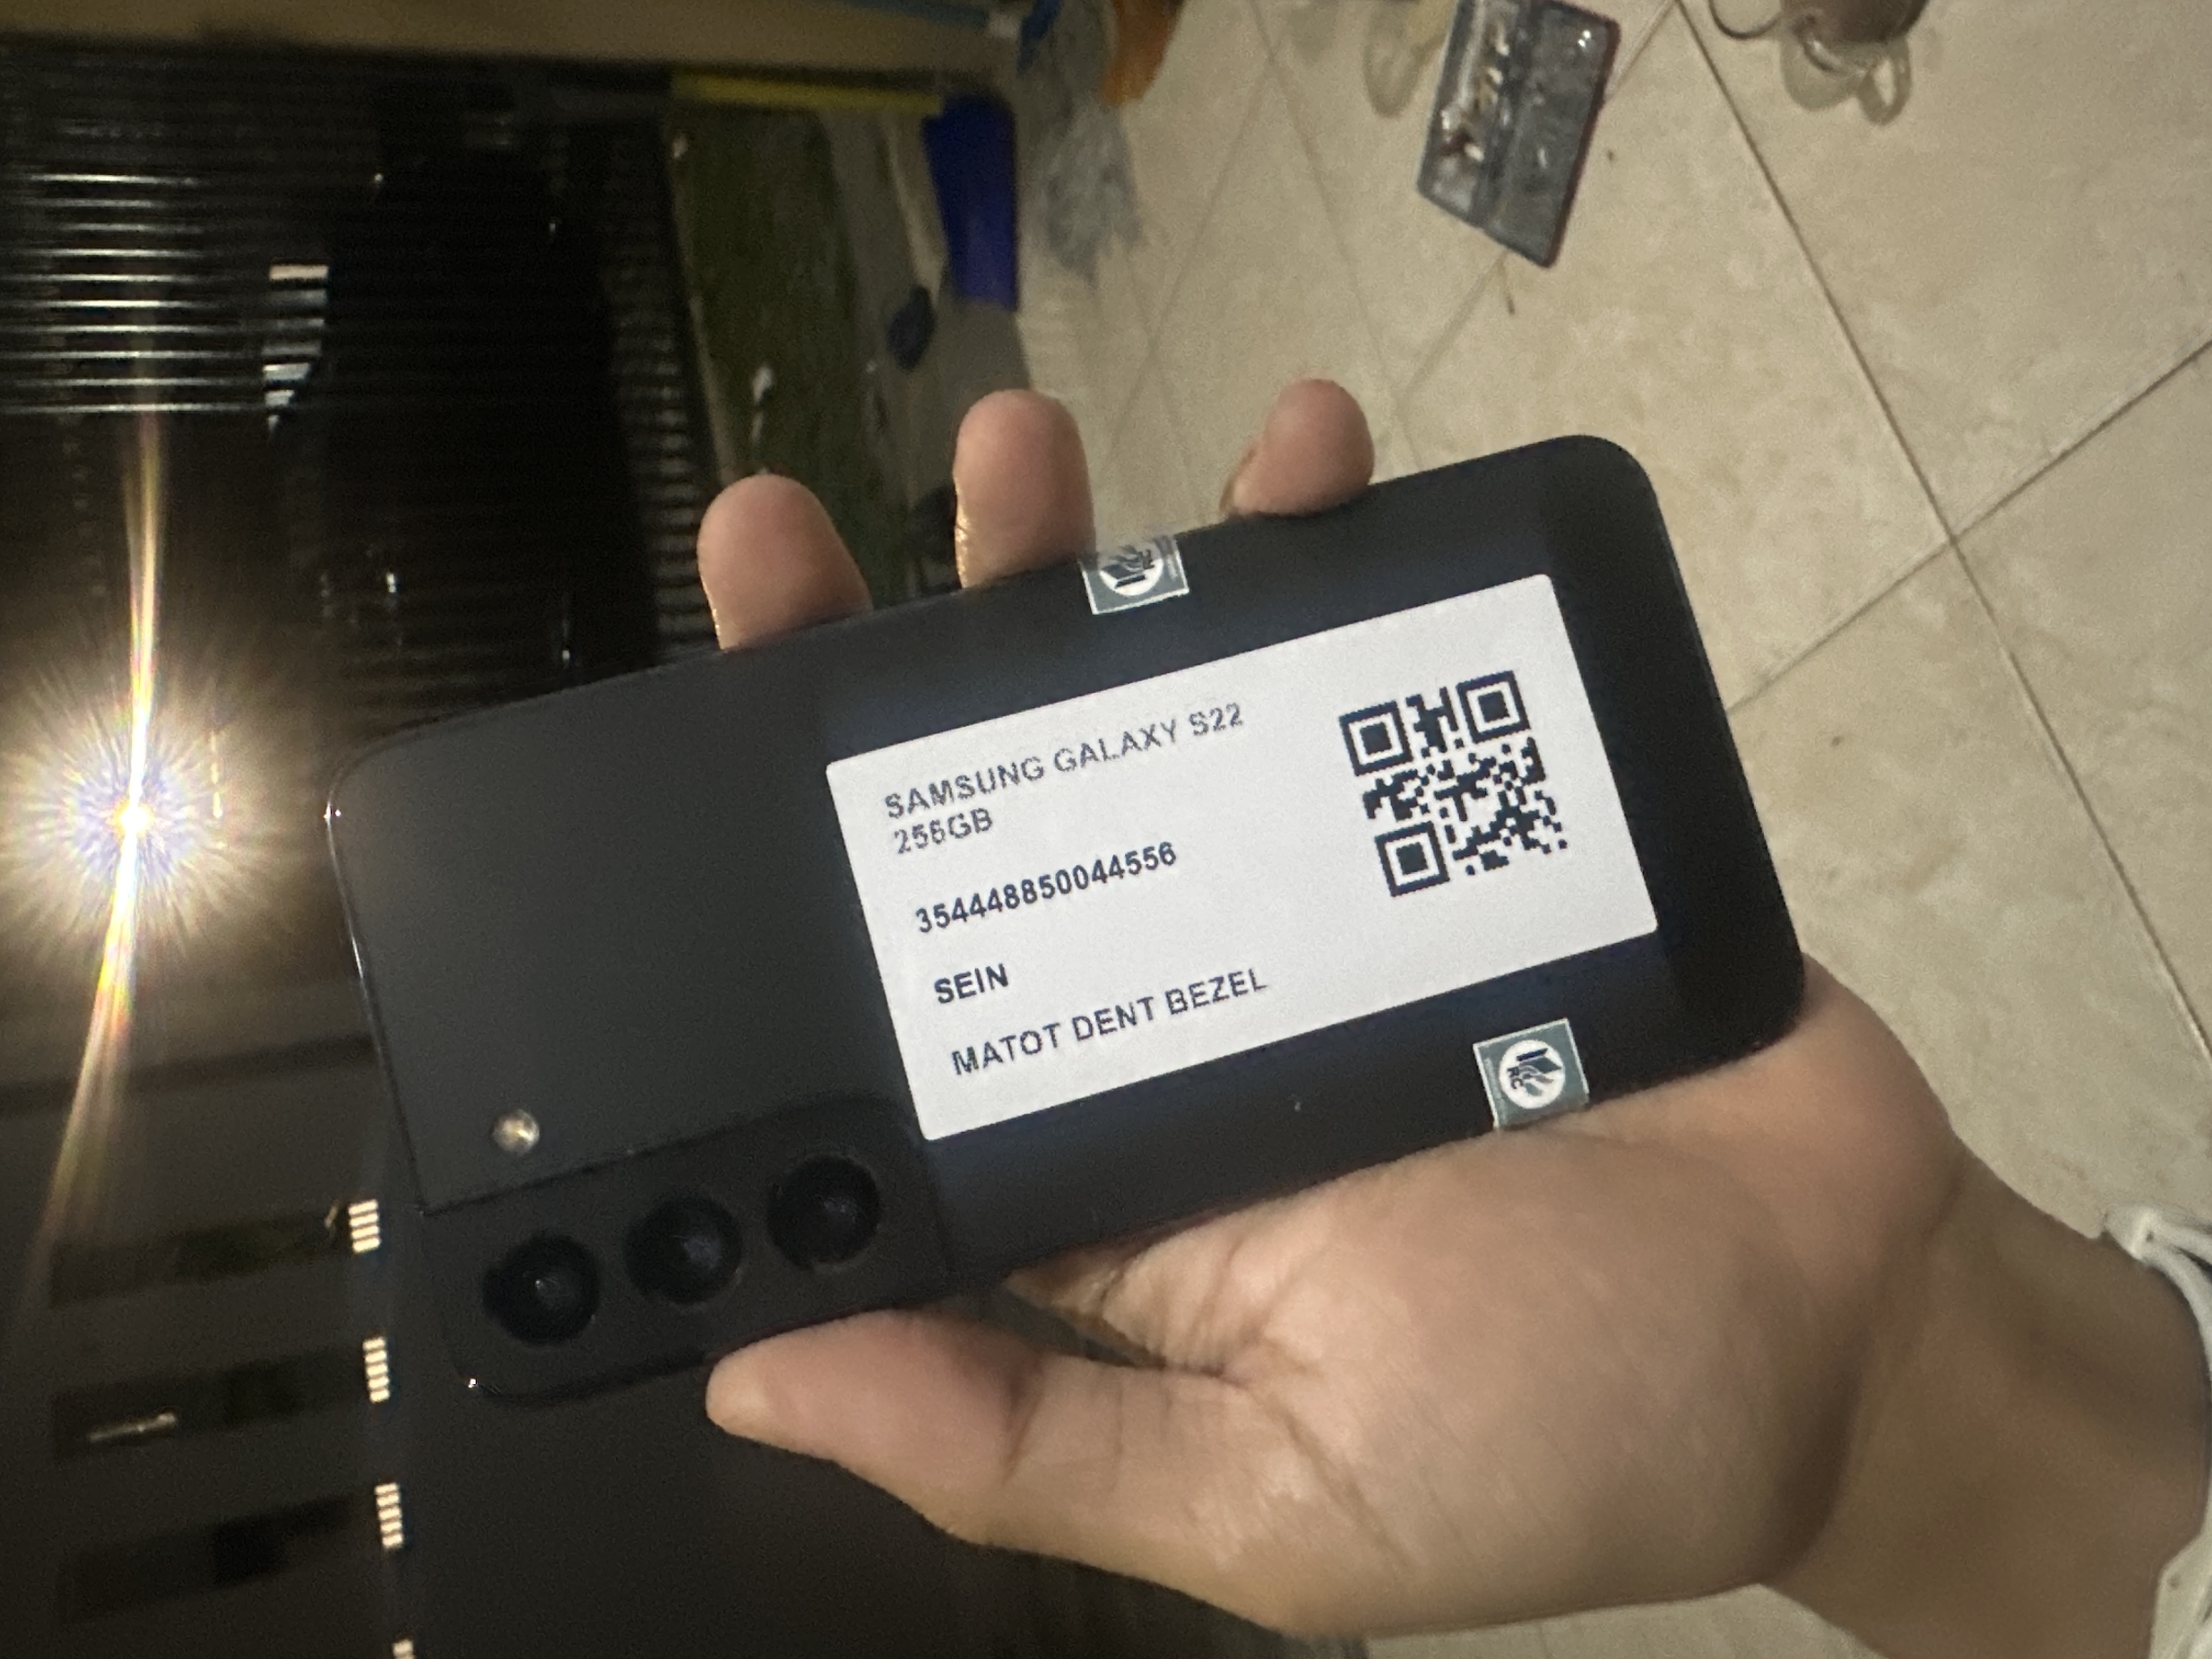 SAMSUNG GALAXY S22
256GB
354448850044556
SEIN
MATOT DENT BEZEL